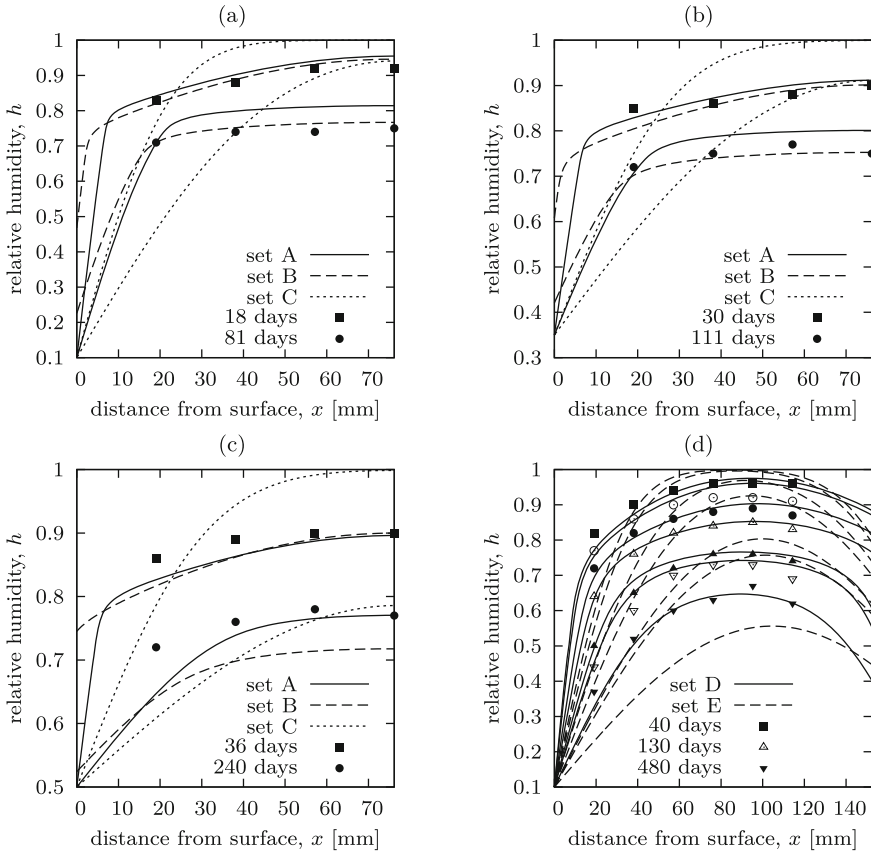 (a)
relative humidity, h
1
0.9
0.8
0.7
0.6
0.5
0.4
0.3
0.2
0.1
0 10 20 30 40 50 60 70
distance from surface, x [mm]
set A
set B
set C
18 days
81 days
(b)
relative humidity, h
1
0.9
0.8
0.7
0.6
0.5
0.4
0.3
0 10 20 30 40 50 60 70
distance from surface, x [mm]
set A
set B
set C
30 days
111 days
(c)
relative humidity, h
1
0.9
0.8
0.7
0.6
0.5
0 10 20 30 40 50 60 70
distance from surface, x [mm]
set A
set B
set C
36 days
240 days
(d)
relative humidity, h
1
0.9
0.8
0.7
0.6
0.5
0.4
0.3
0.2
0.1
0 20 40 60 80 100 120 140
distance from surface, x [mm]
set D
set E
40 days
130 days
480 days